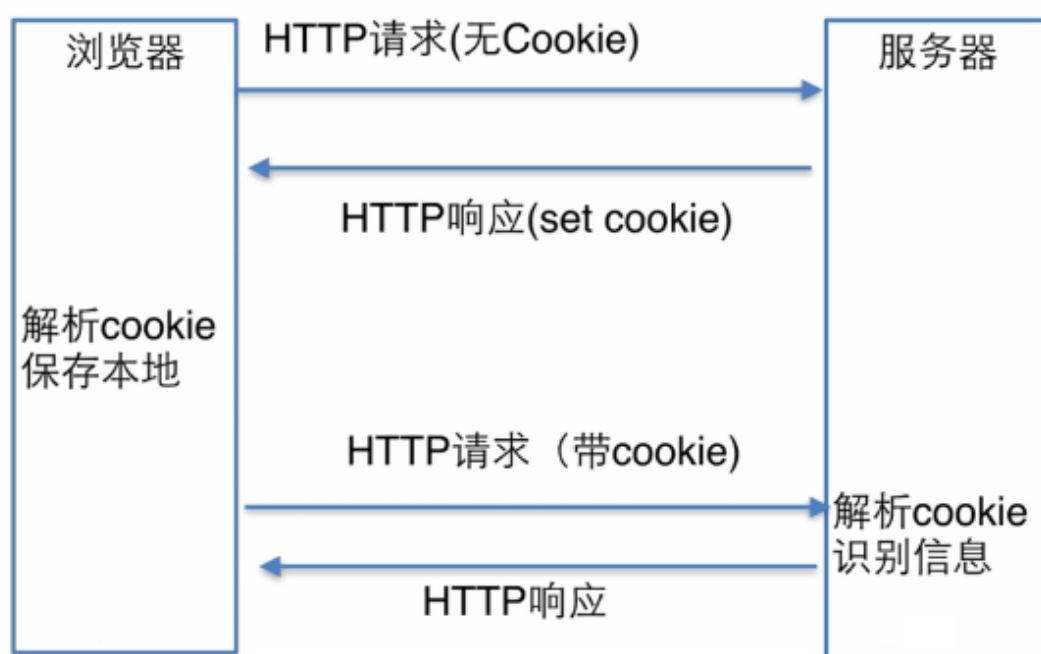 浏览器
HTTP请求(无Cookie)
服务器
HTTP响应(set cookie)
解析cookie
保存本地
HTTP请求（带cookie)
解析cookie
识别信息
HTTP响应